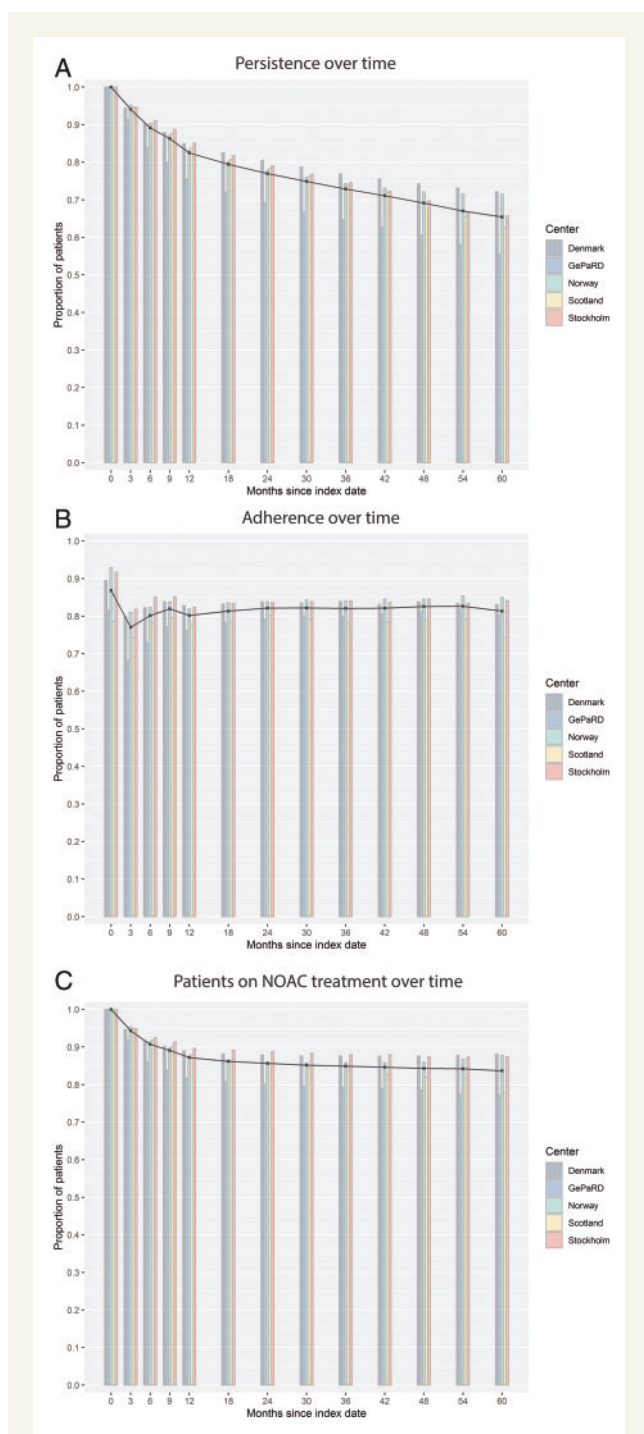 A
Persistence over time
1.0
0.9
0.8
0.7
0.6
0.5
0.4
0.3
0.2
0.1
0.0
Proportion of patients
0 3 6 9 12 18 24 30 36 42 48 54 60
Months since index date
Center
Denmark
GePaRD
Norway
Scotland
Stockholm
B
Adherence over time
1.0
0.9
0.8
0.7
0.6
0.5
0.4
0.3
0.2
0.1
0.0
Proportion of patients
0 3 6 9 12 18 24 30 36 42 48 54 60
Months since index date
Center
Denmark
GePaRD
Norway
Scotland
Stockholm
C
Patients on NOAC treatment over time
1.0
0.9
0.8
0.7
0.6
0.5
0.4
0.3
0.2
0.1
0.0
Proportion of patients
0 3 6 9 12 18 24 30 36 42 48 54 60
Months since index date
Center
Denmark
GePaRD
Norway
Scotland
Stockholm